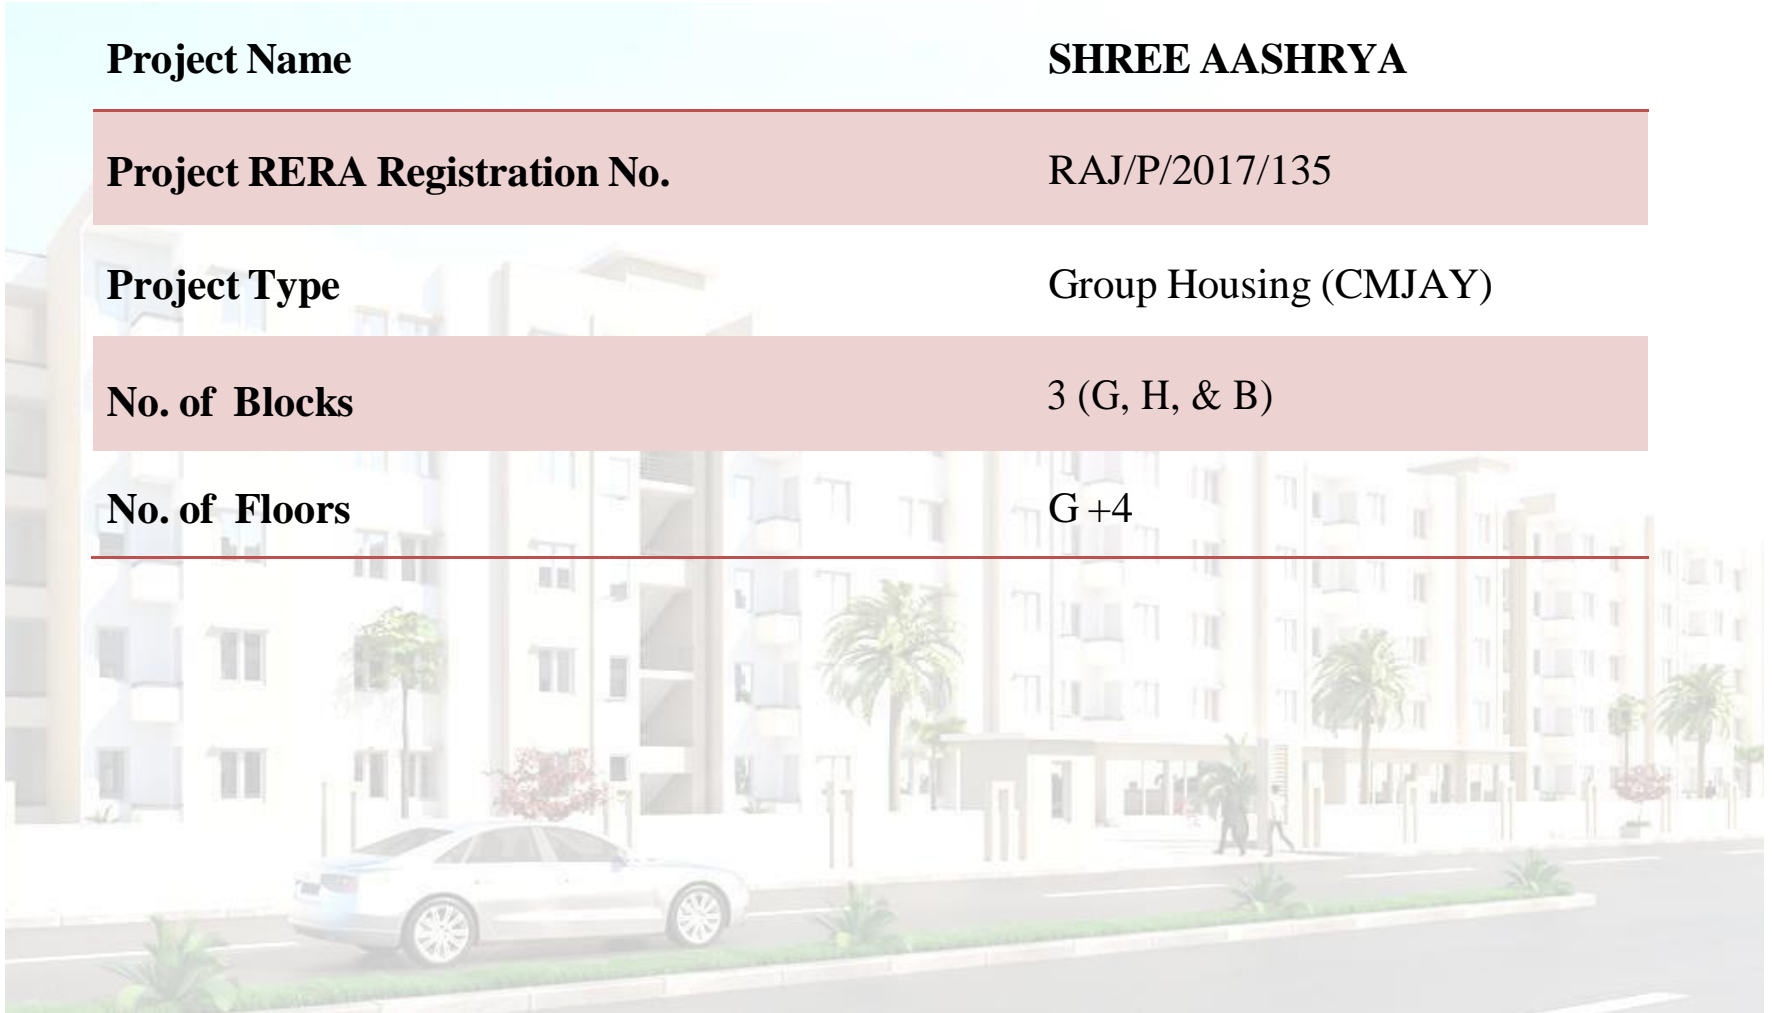 Project Name SHREE AASHRYA
Project RERA Registration No. RAJ/P/2017/135
Project Type Group Housing (CMJAY)
No. of Blocks 3 (G, H, & B)
No. of Floors G +4